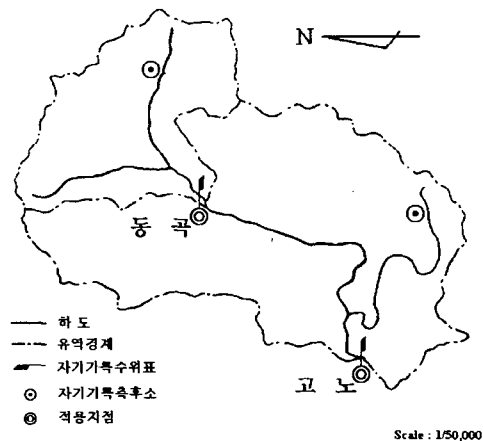 N
동 곡
하 도
유역경계
자기기록수위표
자기기록측후소
적용지점
고 노
Scale : 1/50,000